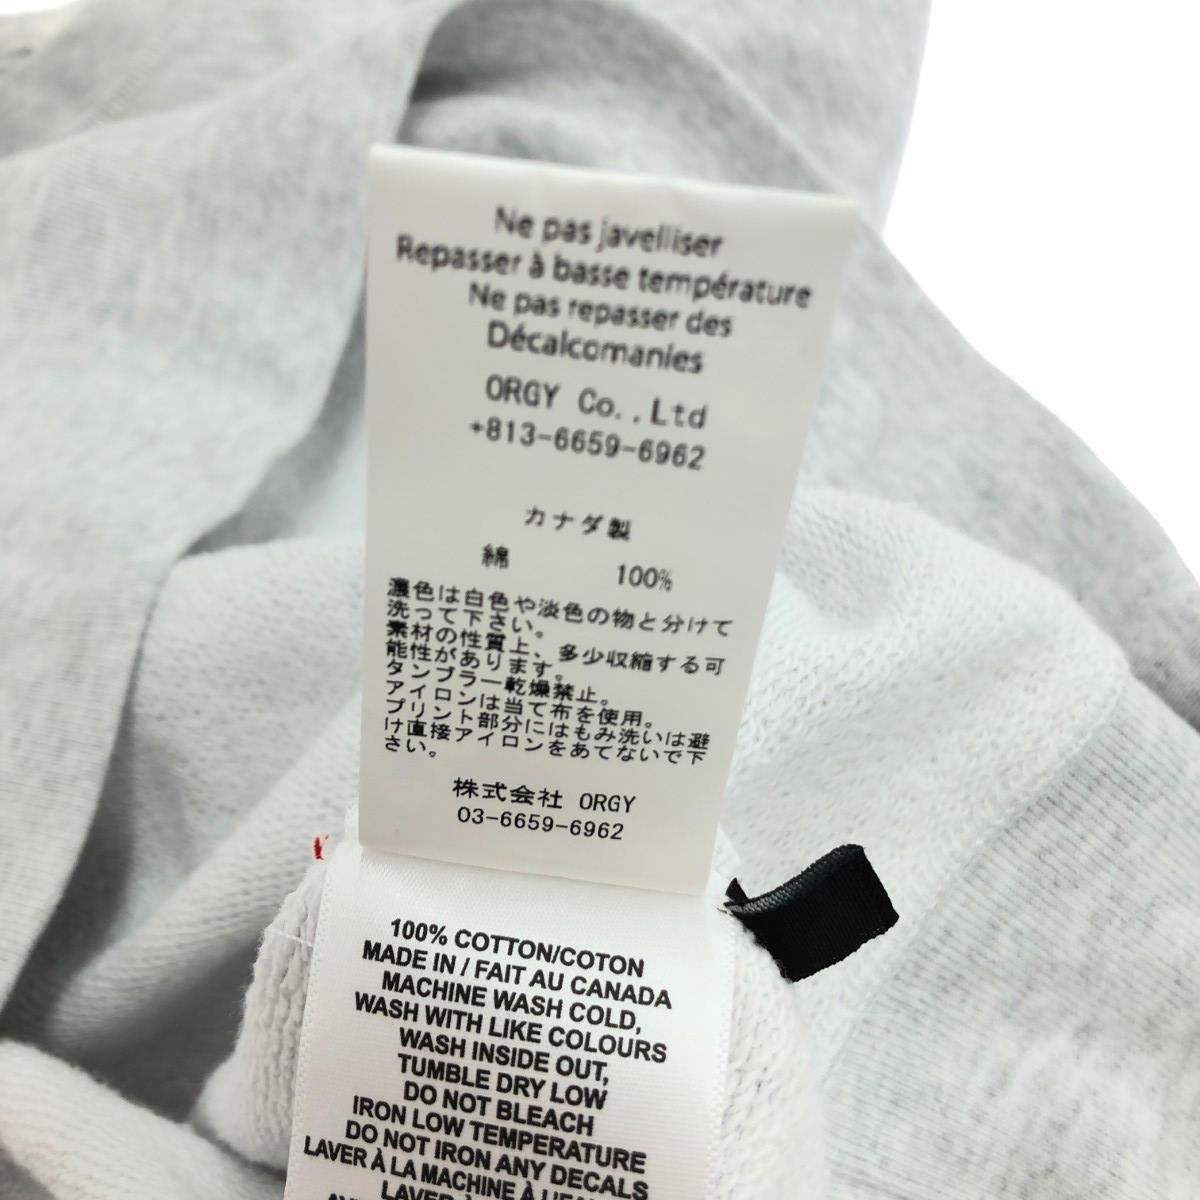 Ne pas javelliser
Repasser à basse température
Ne pas repasser des
Décalcomanies
ORGY Co.,Ltd
+813-6659-6962
カナダ製
綿 100%
濃色は白色や淡色の物と分けて
洗って下さい。
素材の性質上、多少収縮する可
能性があります。
タンブラー乾燥禁止。
アイロンは当て布を使用。
プリント部分にはもみ洗いは避
け直接アイロンをあてないで下
さい。
株式会社 ORGY
03-6659-6962
100% COTTON/COTON
MADE IN / FAIT AU CANADA
MACHINE WASH COLD,
WASH WITH LIKE COLOURS
WASH INSIDE OUT,
TUMBLE DRY LOW
DO NOT BLEACH
IRON LOW TEMPERATURE
DO NOT IRON ANY DECALS
LAVER À LA MACHINE À L'EAU
LAVER